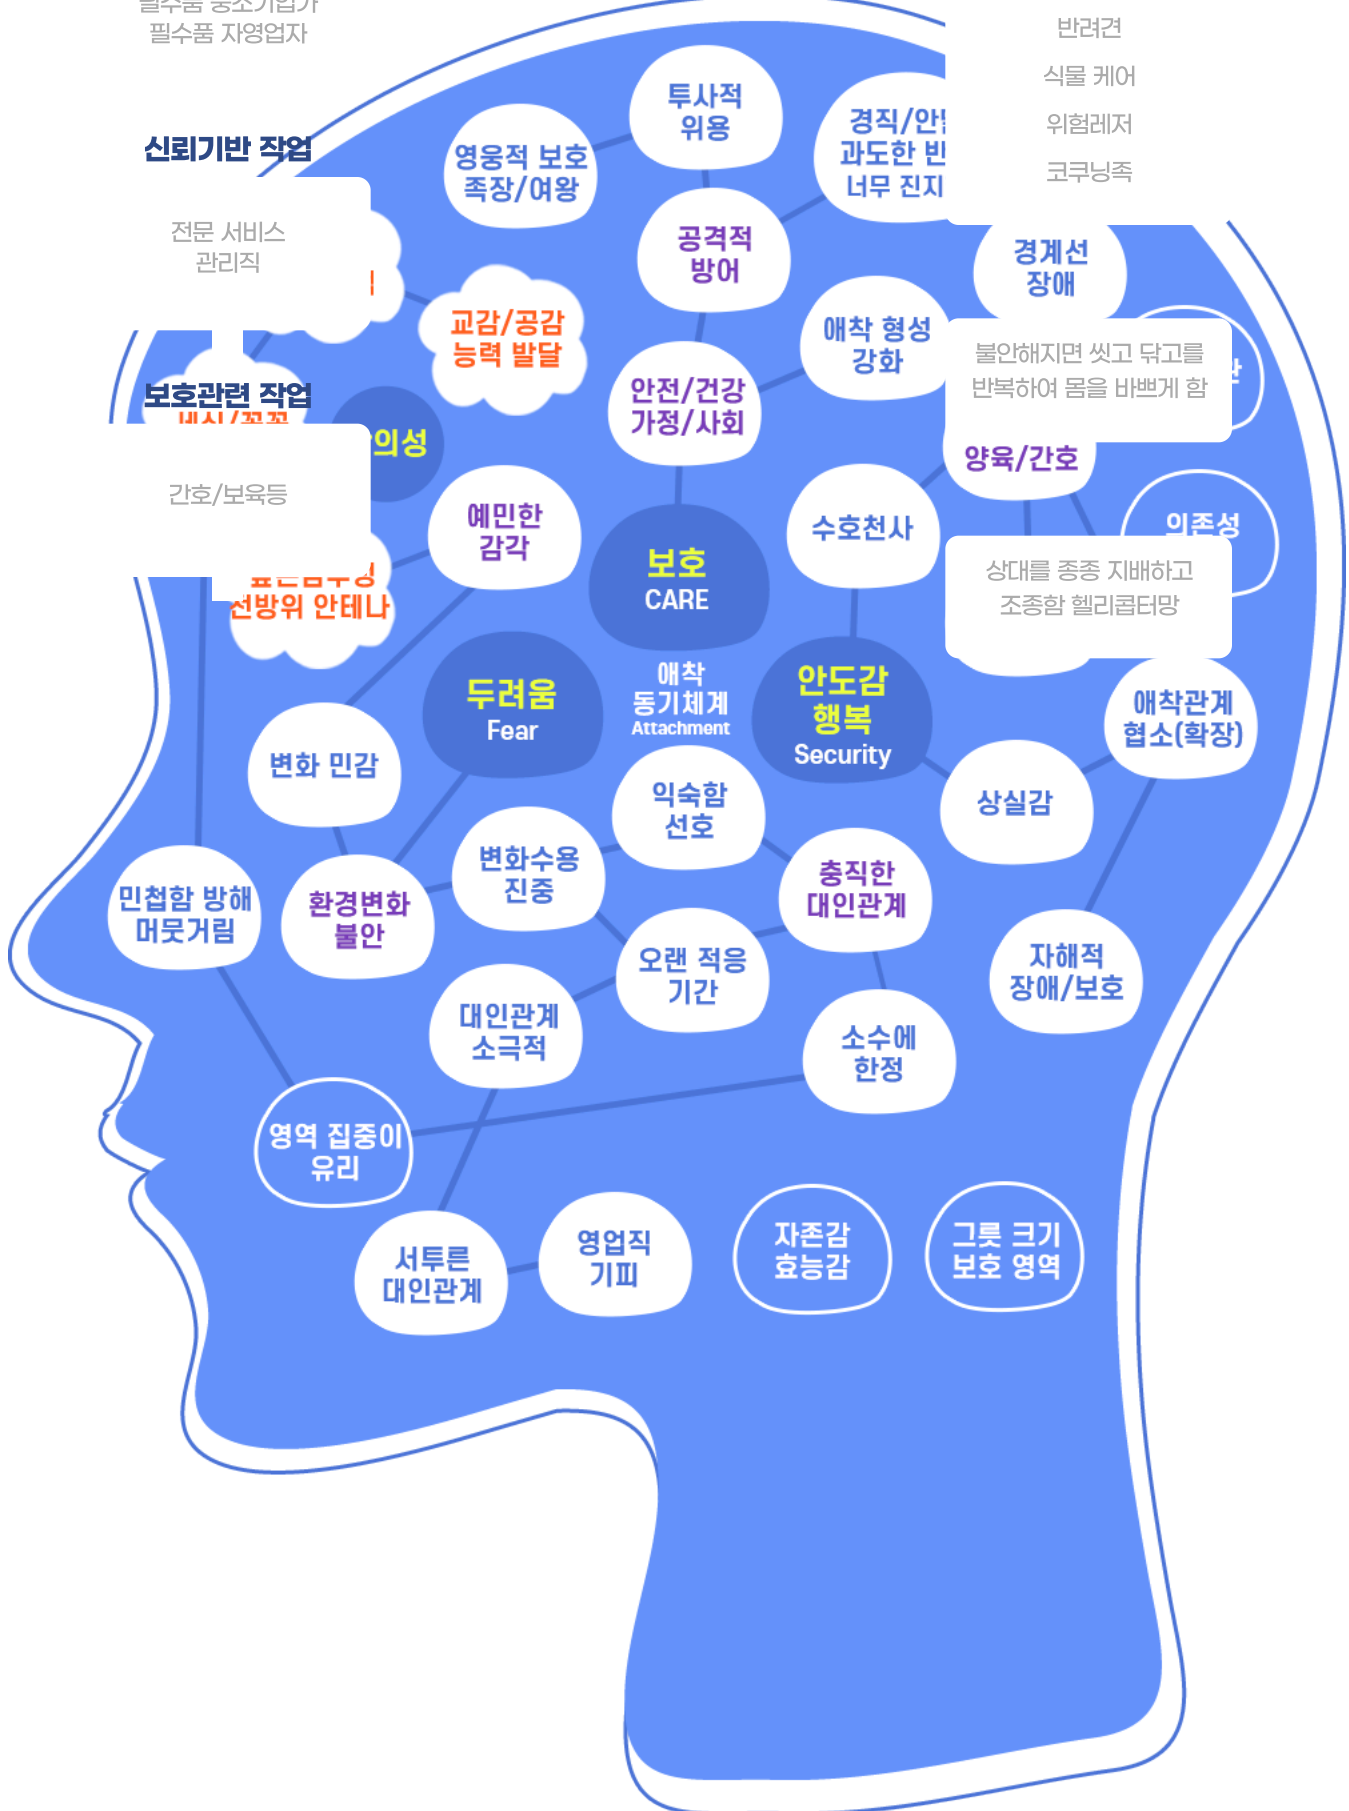 필수품 중소기업가
필수품 자영업자
신뢰기반 작업
전문 서비스
관리직
보호관련 작업
간호/보육등
반려견
식물 케어
위험레저
코쿠닝족
투사적
위용
영웅적 보호
족장/여왕
경직/안
과도한 반
너무 진지
공격적
방어
경계선
장애
교감/공감
능력 발달
애착 형성
강화
불안해지면 씻고 닦고를
반복하여 몸을 바쁘게 함
안전/건강
가정/사회
의성
양육/간호
예민한
감각
수호천사
의존성
보호
CARE
상대를 종종 지배하고
조종함 헬리콥터망
전방위 안테나
두려움
Fear
애착
동기체계
Attachment
안도감
행복
Security
애착관계
협소(확장)
변화 민감
익숙함
선호
상실감
변화수용
진중
충직한
대인관계
민첩함 방해
머뭇거림
환경변화
불안
오랜 적응
기간
자해적
장애/보호
대인관계
소극적
소수에
한정
영역 집중이
유리
서투른
대인관계
영업직
기피
자존감
효능감
그릇 크기
보호 영역